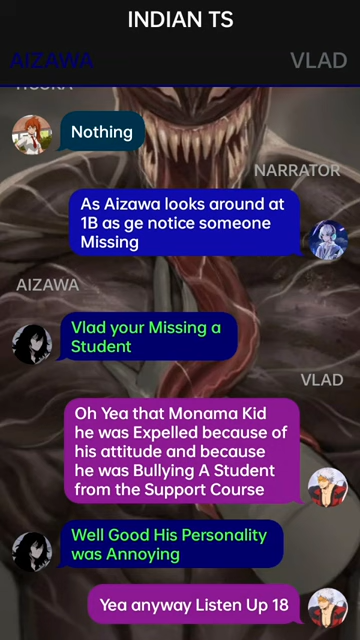 INDIAN TS
AIZAWA
VLAD
Nothing
NARRATOR
As Aizawa looks around at
1B as ge notice someone
Missing
AIZAWA
Vlad your Missing a
Student
VLAD
Oh Yea that Monama Kid
he was Expelled because of
his attitude and because
he was Bullying A Student
from the Support Course
Well Good His Personality
was Annoying
Yea anyway Listen Up 18